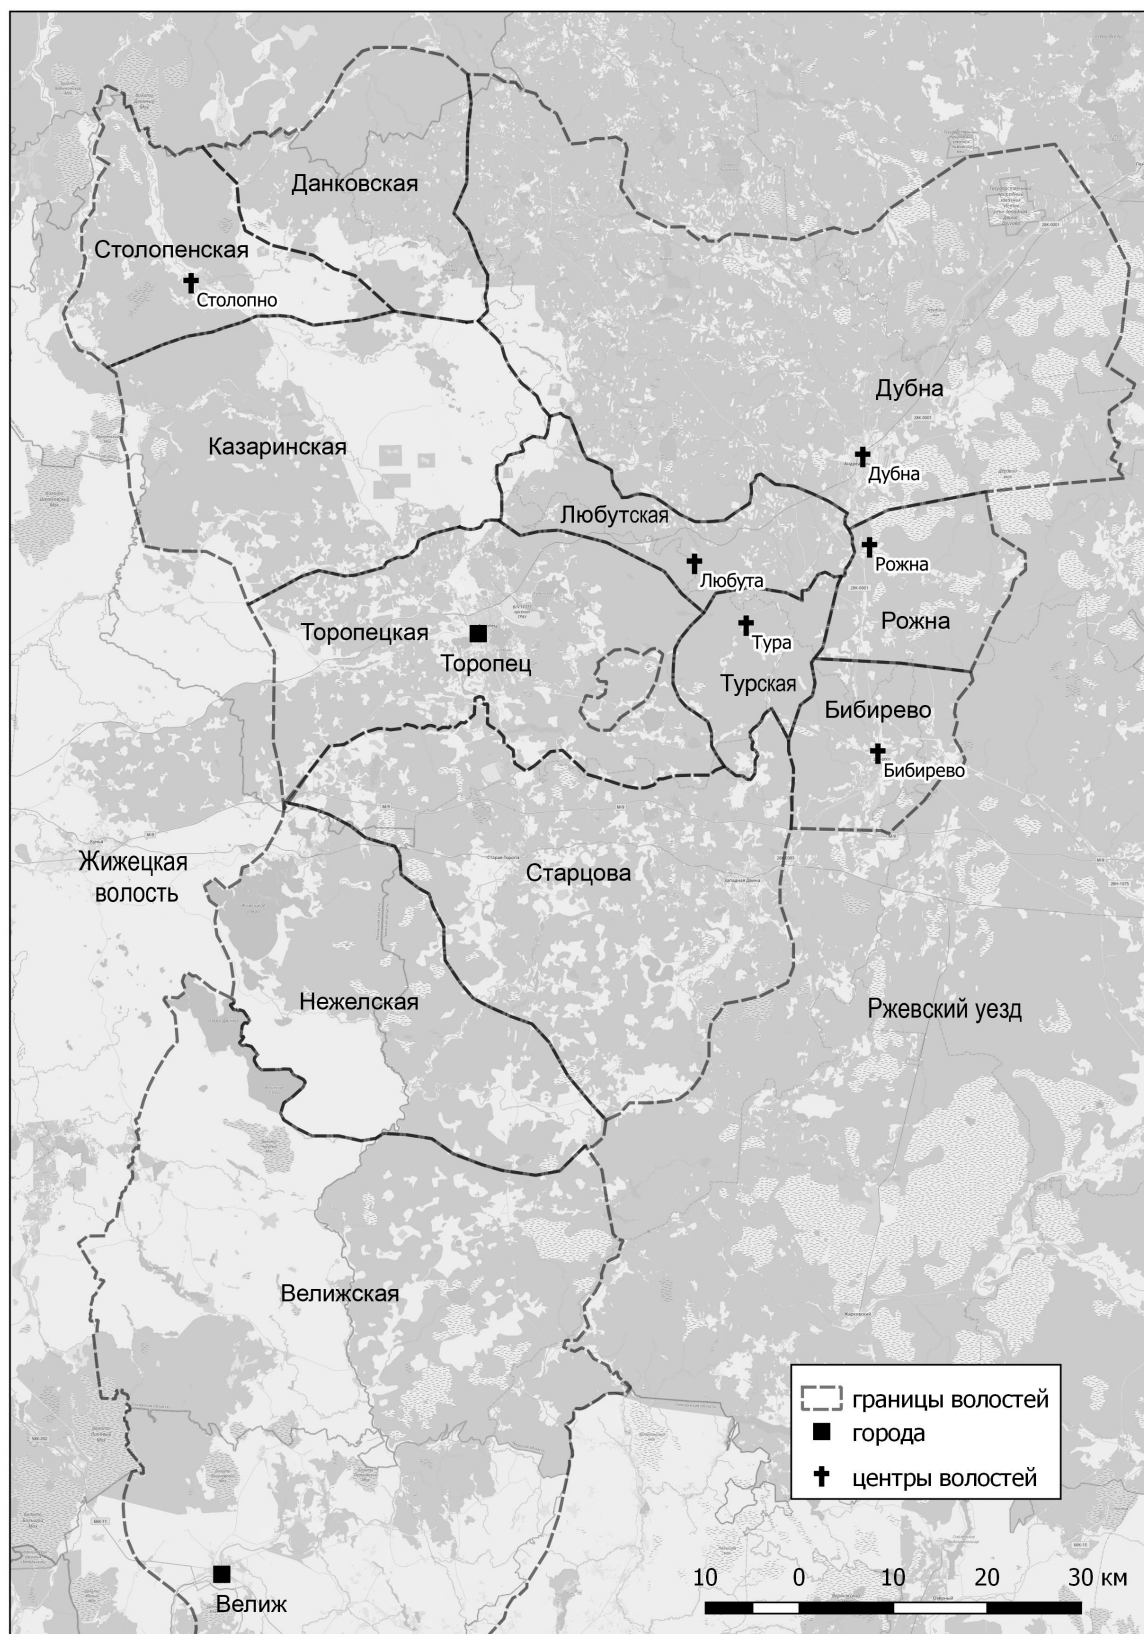 Данковская
Столопенская
Столопно
Дубна
Казаринская
Дубна
Любутская
Любута
Рожна
Рожна
Торопецкая
Торопец
Тура
Турская
Бибирево
Бибирево
Жижецкая
волость
Старцова
Нежелская
Ржевский уезд
Велижская
границы волостей
города
центры волостей
Велиж
10 0 10 20 30 км